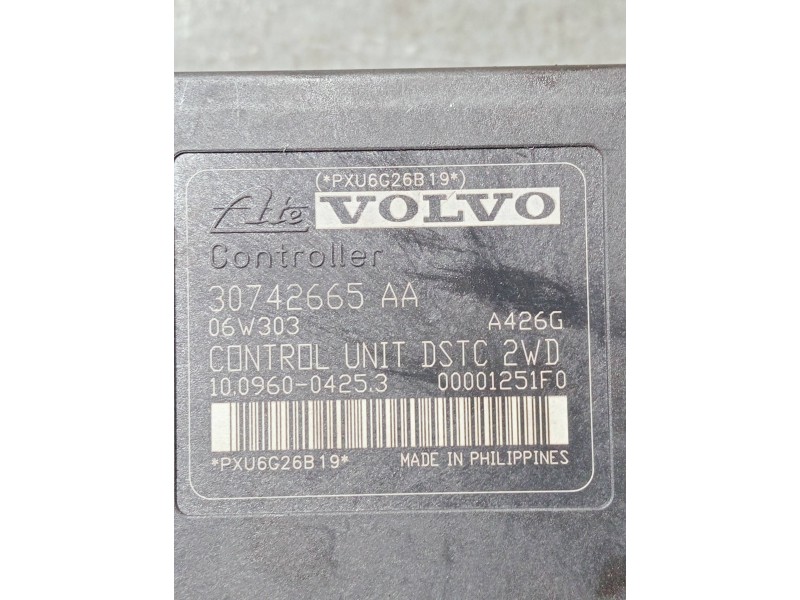 (*PXU6G26B19*)
Ate VOLVO
Controller
30742665 AA
06W303 A426G
CONTROL UNIT DSTC 2WD
10.0960-0425.3 00001251F0
*PXU6G26B19* MADE IN PHILIPPINES